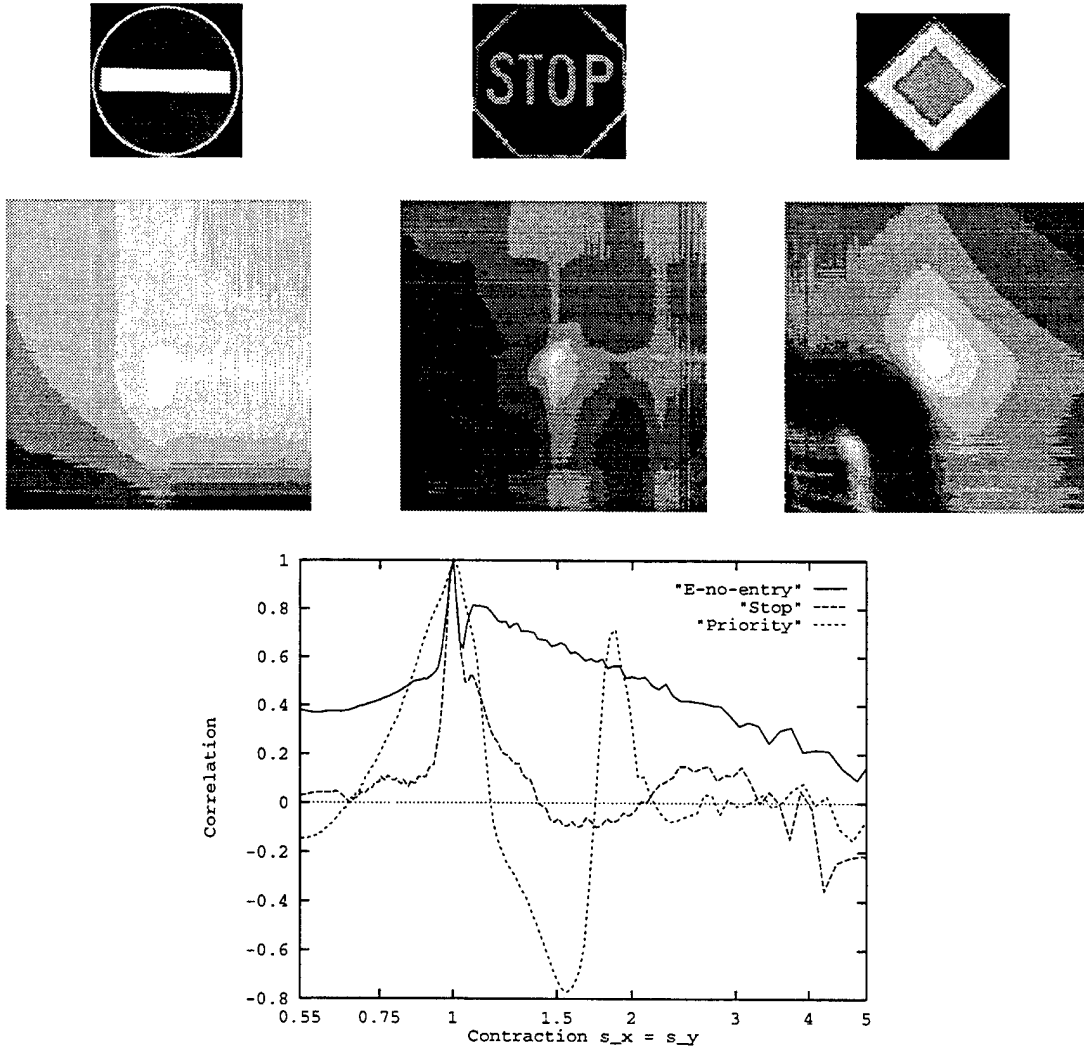 STOP
"E-no-entry"
"Stop"
"Priority"
1
0.8
0.6
0.4
0.2
0
-0.2
-0.4
-0.6
-0.8
Correlation
0.55 0.75 1 1.5 2 3 4 5
Contraction s_x = s_y